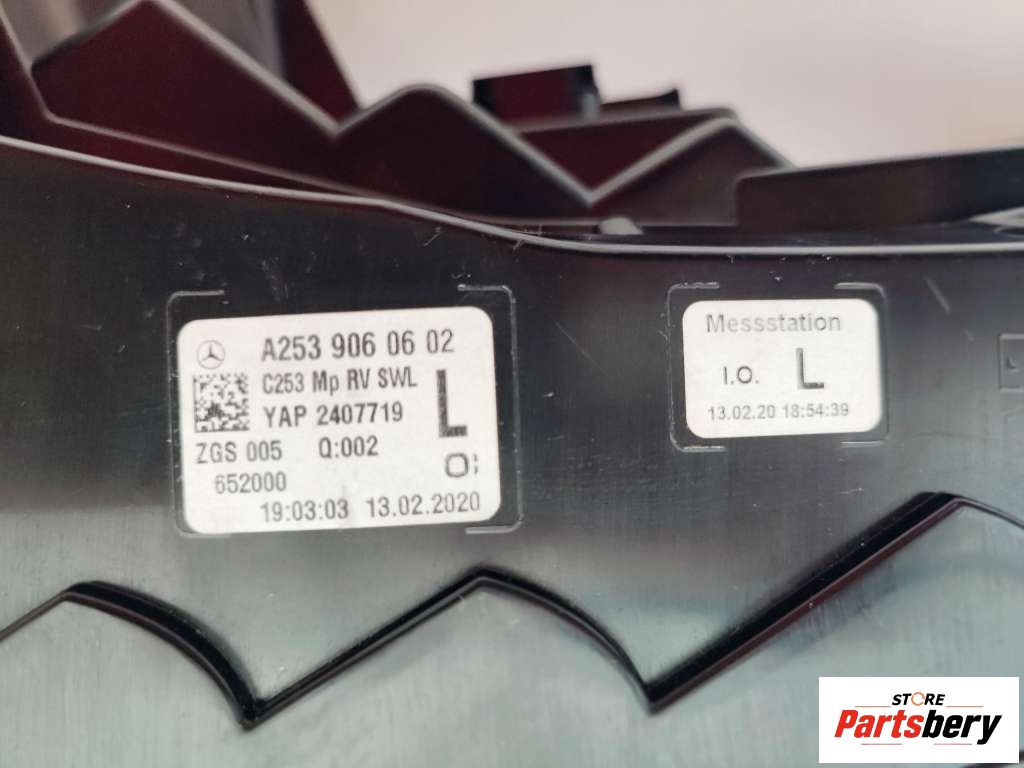 A253 906 06 02
C253 Mp RV SWL
YAP 2407719
L
ZGS 005 Q:002
652000
19:03:03 13.02.2020
Messstation
I.O. L
13.02.20 18:54:39
STORE
Partsbery